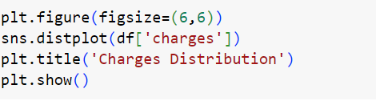 plt.figure(figsize=(6,6))
sns.distplot(df['charges'])
plt.title('Charges Distribution')
plt.show()